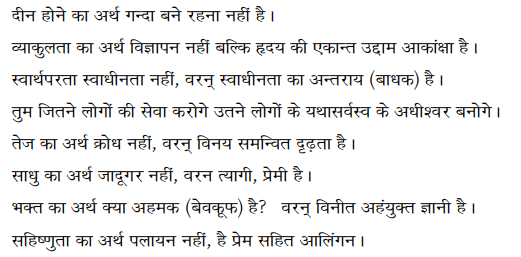 दीन होने का अर्थ गन्दा बने रहना नहीं है।
व्याकुलता का अर्थ विज्ञापन नहीं बल्कि हृदय की एकान्त उद्दाम आकांक्षा है।
स्वार्थपरता स्वाधीनता नहीं, वरन् स्वाधीनता का अन्तराय (बाधक) है।
तुम जितने लोगों की सेवा करोगे उतने लोगों के यथासर्वस्व के अधीश्वर बनोगे।
तेज का अर्थ क्रोध नहीं, वरन् विनय समन्वित दृढ़ता है।
साधु का अर्थ जादूगर नहीं, वरन त्यागी, प्रेमी है।
भक्त का अर्थ क्या अहमक (बेवकूफ) है? वरन् विनीत अहंयुक्त ज्ञानी है।
सहिष्णुता का अर्थ पलायन नहीं, है प्रेम सहित आलिंगन।